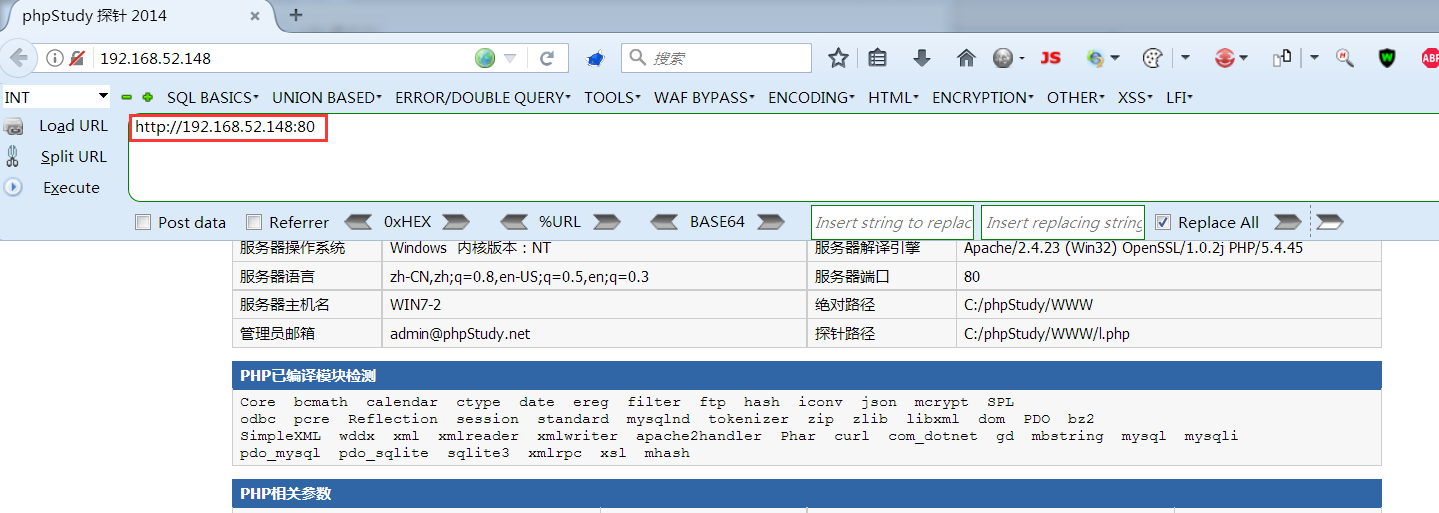 phpStudy 探针 2014
192.168.52.148
搜索
JS
ABP
INT
SQL BASICS UNION BASED ERROR/DOUBLE QUERY TOOLS WAF BYPASS ENCODING HTML ENCRYPTION OTHER XSS LFI
Load URL
http://192.168.52.148:80
Split URL
Execute
Post data Referrer 0xHEX %URL BASE64 Insert string to replac Insert replacing string Replace All
服务器操作系统 Windows 内核版本：NT 服务器解译引擎 Apache/2.4.23 (Win32) OpenSSL/1.0.2j PHP/5.4.45
服务器语言 zh-CN,zh;q=0.8,en-US;q=0.5,en;q=0.3 服务器端口 80
服务器主机名 WIN7-2 绝对路径 C:/phpStudy/WWW
管理员邮箱 admin@phpStudy.net 探针路径 C:/phpStudy/WWW/l.php
PHP已编译模块检测
Core bcmath calendar ctype date ereg filter ftp hash iconv json mcrypt SPL
odbc pcre Reflection session standard mysqlnd tokenizer zip zlib libxml dom PDO bz2
SimpleXML wddx xml xmlreader xmlwriter apache2handler Phar curl com_dotnet gd mbstring mysql mysqli
pdo_mysql pdo_sqlite sqlite3 xmlrpc xsl mhash
PHP相关参数